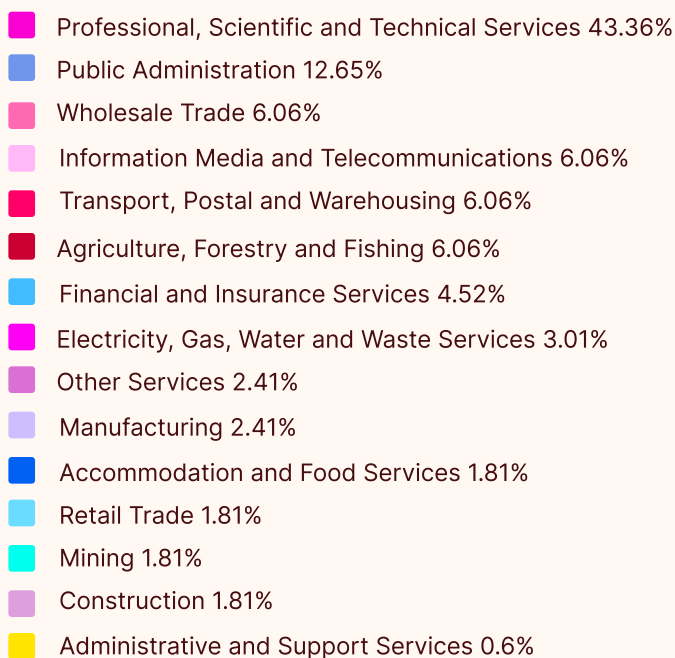 Professional, Scientific and Technical Services 43.36%
Public Administration 12.65%
Wholesale Trade 6.06%
Information Media and Telecommunications 6.06%
Transport, Postal and Warehousing 6.06%
Agriculture, Forestry and Fishing 6.06%
Financial and Insurance Services 4.52%
Electricity, Gas, Water and Waste Services 3.01%
Other Services 2.41%
Manufacturing 2.41%
Accommodation and Food Services 1.81%
Retail Trade 1.81%
Mining 1.81%
Construction 1.81%
Administrative and Support Services 0.6%